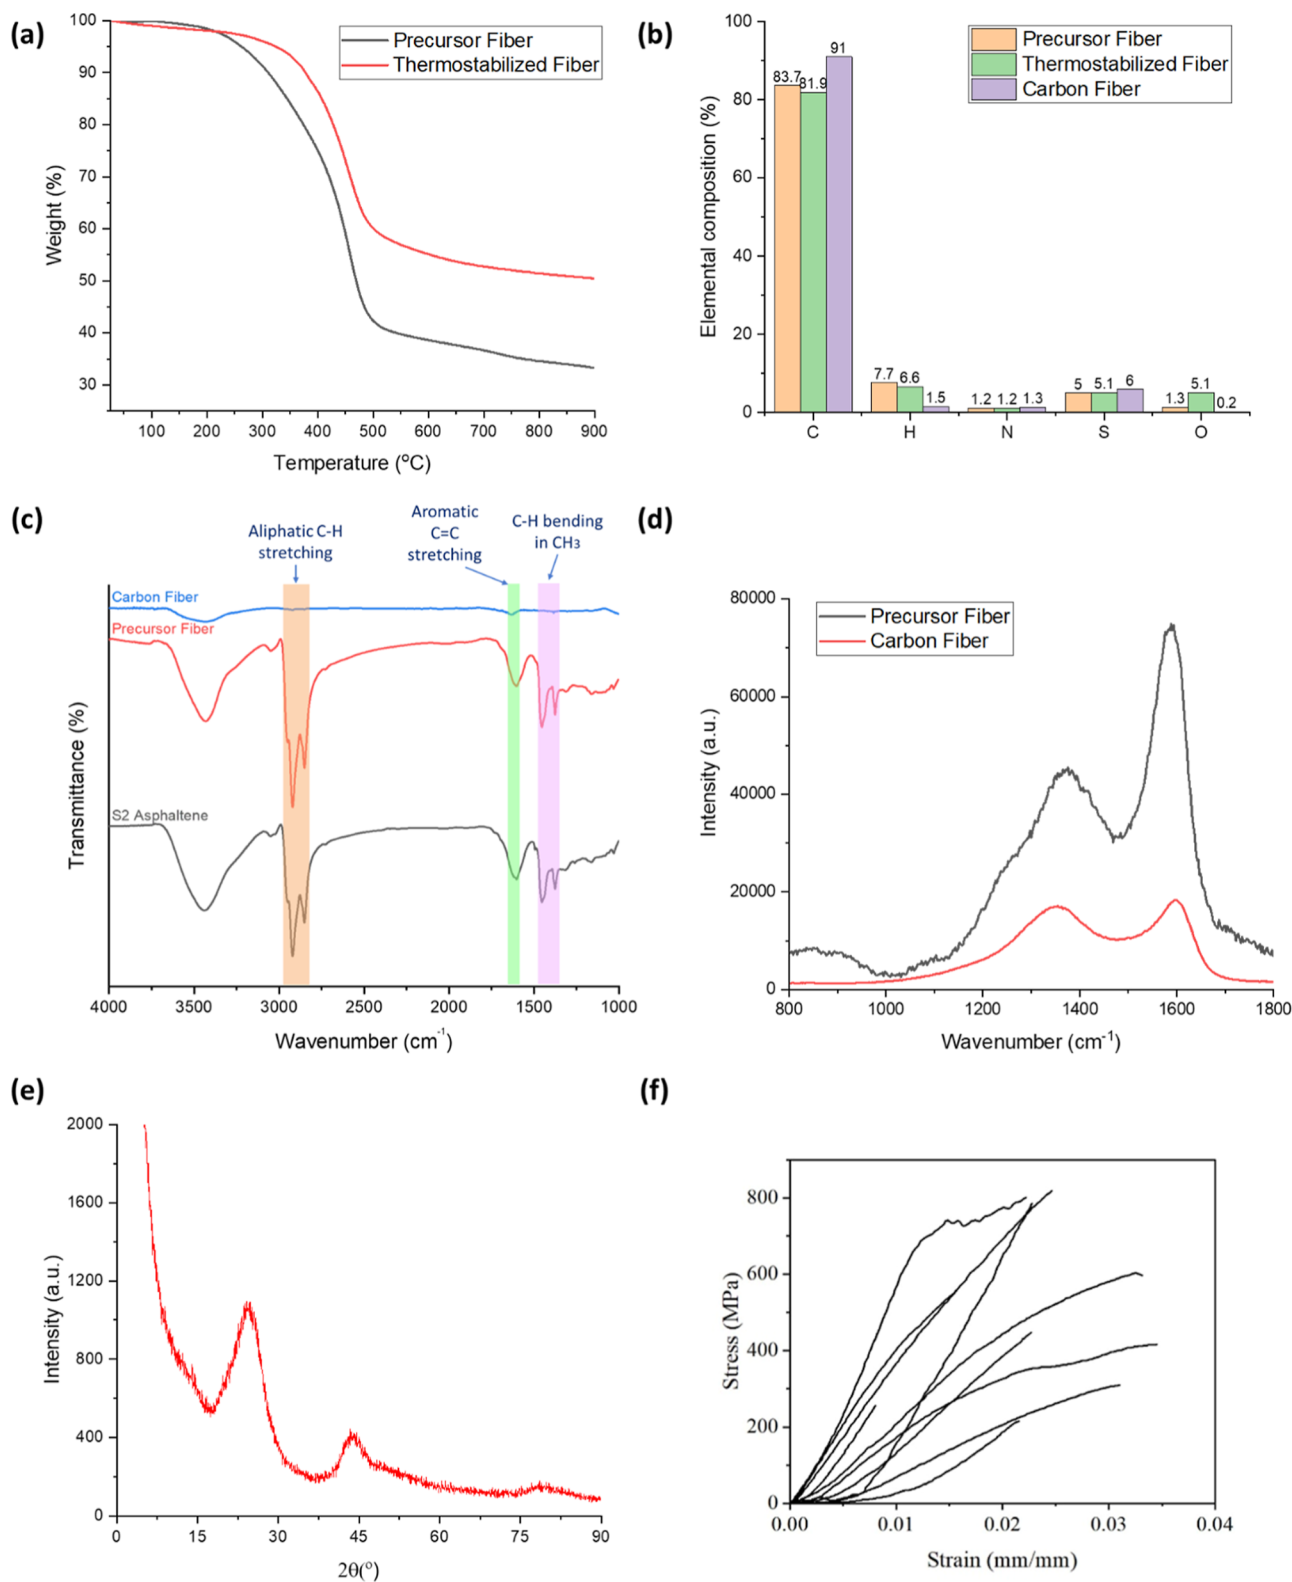 (a)
100
90
80
70
60
50
40
30
Weight (%)
Precursor Fiber
Thermostabilized Fiber
100 200 300 400 500 600 700 800 900
Temperature (°C)
(b)
100
80
60
40
20
0
Elemental composition (%)
Precursor Fiber
Thermostabilized Fiber
Carbon Fiber
83.7 81.9 91
7.7 6.6 1.5
1.2 1.2 1.3
5 5.1 6
1.3 5.1 0.2
C H N S O
(c)
Aliphatic C-H
stretching
Aromatic
C=C
stretching
C-H bending
in CH3
Carbon Fiber
Precursor Fiber
S2 Asphaltene
Transmittance (%)
4000 3500 3000 2500 2000 1500 1000
Wavenumber (cm-1)
(d)
80000
60000
40000
20000
0
Intensity (a.u.)
Precursor Fiber
Carbon Fiber
800 1000 1200 1400 1600 1800
Wavenumber (cm-1)
(e)
2000
1600
1200
800
400
0
Intensity (a.u.)
0 15 30 45 60 75 90
2θ(°)
(f)
800
600
400
200
0
Stress (MPa)
0.00 0.01 0.02 0.03 0.04
Strain (mm/mm)